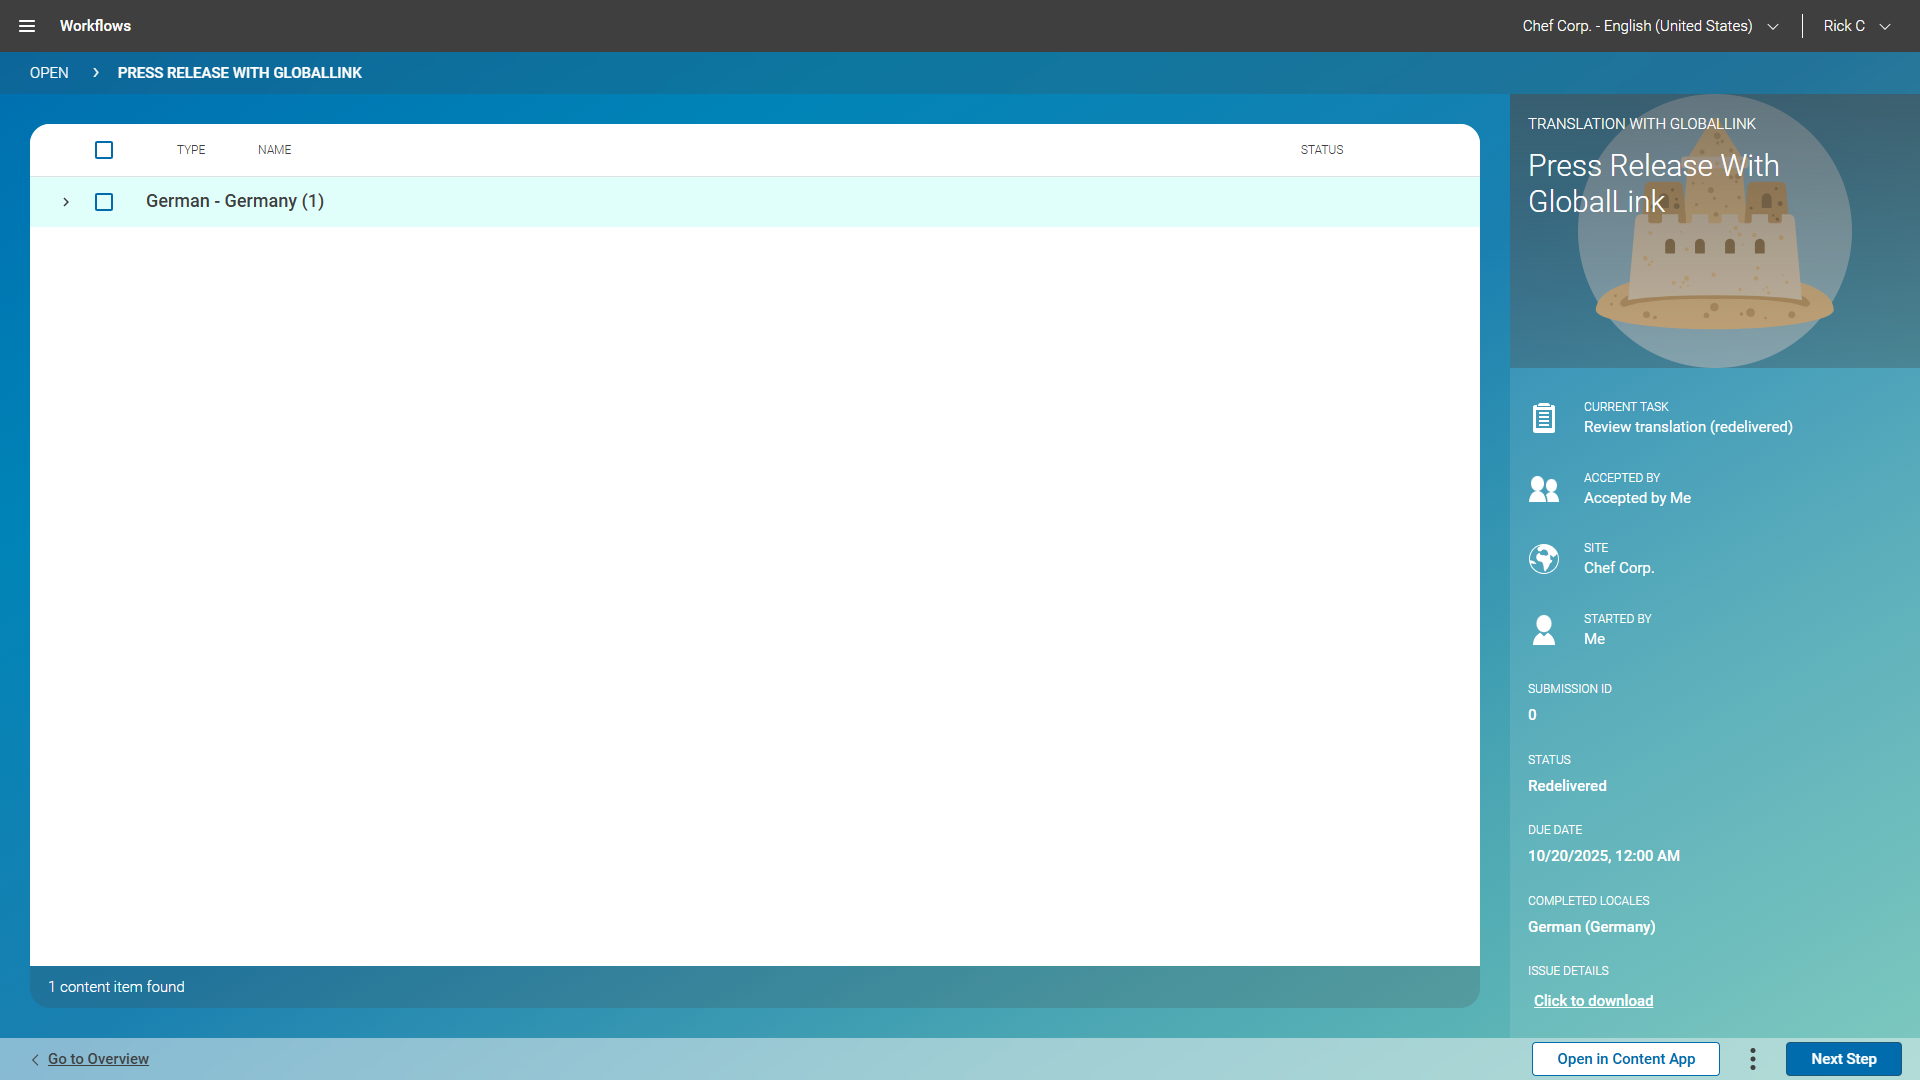 Workflows
Chef Corp. - English (United States)
Rick C
OPEN › PRESS RELEASE WITH GLOBALLINK
TYPE NAME STATUS
German - Germany (1)
1 content item found
TRANSLATION WITH GLOBALLINK
Press Release With
GlobalLink
CURRENT TASK
Review translation (redelivered)
ACCEPTED BY
Accepted by Me
SITE
Chef Corp.
STARTED BY
Me
SUBMISSION ID
0
STATUS
Redelivered
DUE DATE
10/20/2025, 12:00 AM
COMPLETED LOCALES
German (Germany)
ISSUE DETAILS
Click to download
Go to Overview
Open in Content App
Next Step